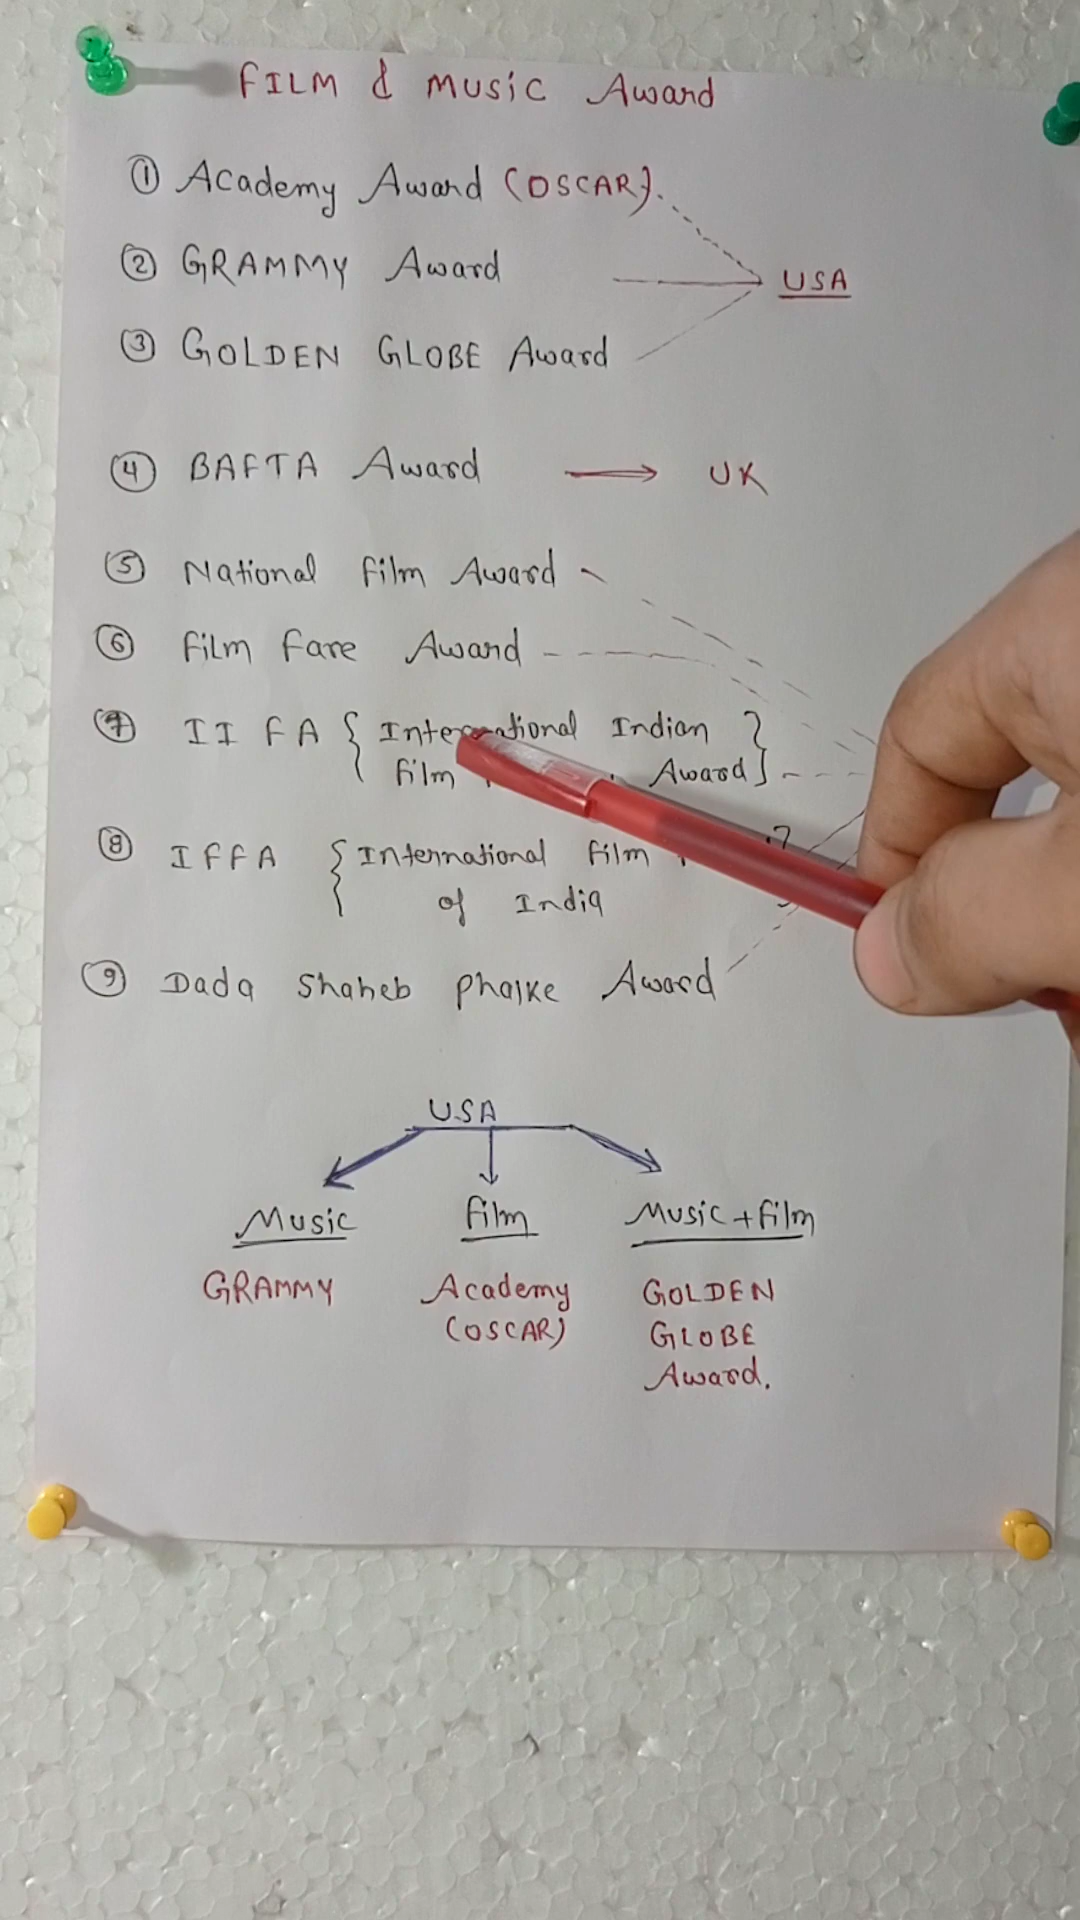 FILM & MUSIC Award
① Academy Award (OSCAR).
② GRAMMY Award
USA
③ GOLDEN GLOBE Award
④ BAFTA Award → UK
⑤ National Film Award
⑥ Film Fare Award
⑦ IIFA { International Indian }
Film Award
⑧ IFFA { International Film }
of India
⑨ Dada Shaheb Phalke Award
USA
Music Film Music + Film
GRAMMY Academy GOLDEN
(OSCAR) GLOBE
Award.